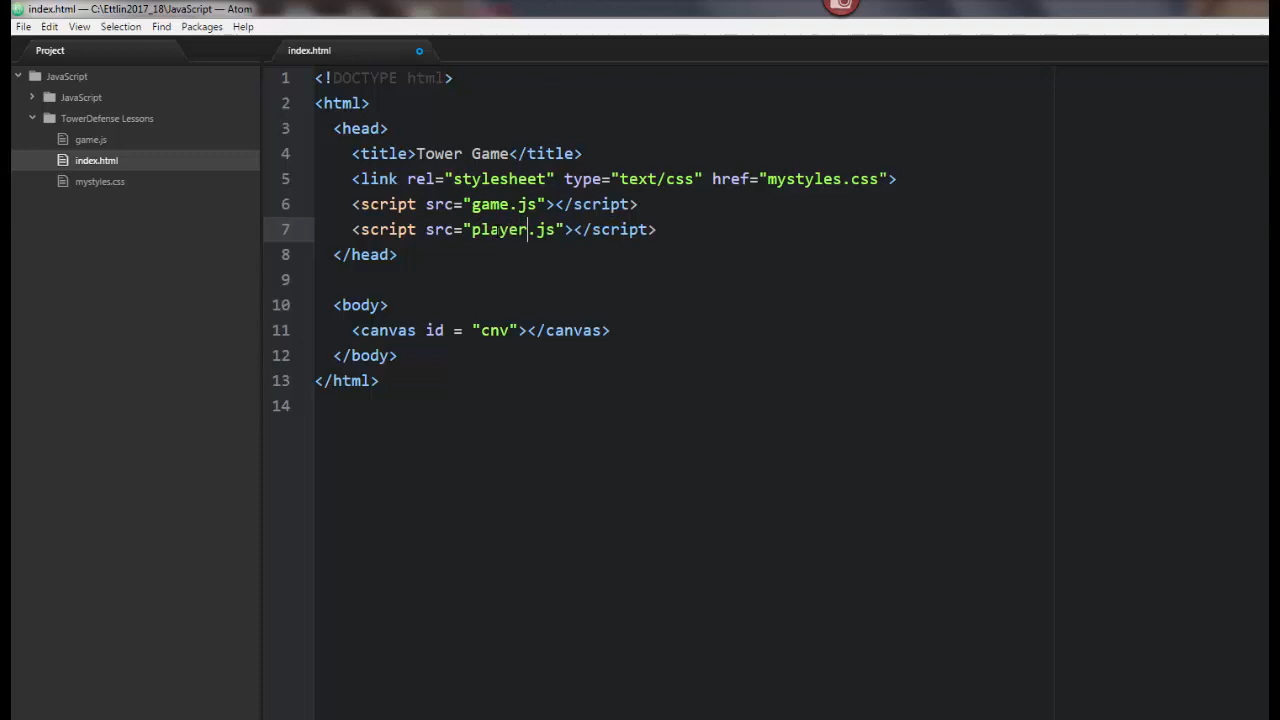 index.html — C:\Ettlin2017_18\JavaScript — Atom
File Edit View Selection Find Packages Help
Project
index.html
JavaScript
JavaScript
TowerDefense Lessons
game.js
index.html
mystyles.css
1 <!DOCTYPE html>
2 <html>
3 <head>
4 <title>Tower Game</title>
5 <link rel="stylesheet" type="text/css" href="mystyles.css">
6 <script src="game.js"></script>
7 <script src="player.js"></script>
8 </head>
9
10 <body>
11 <canvas id = "cnv"></canvas>
12 </body>
13 </html>
14